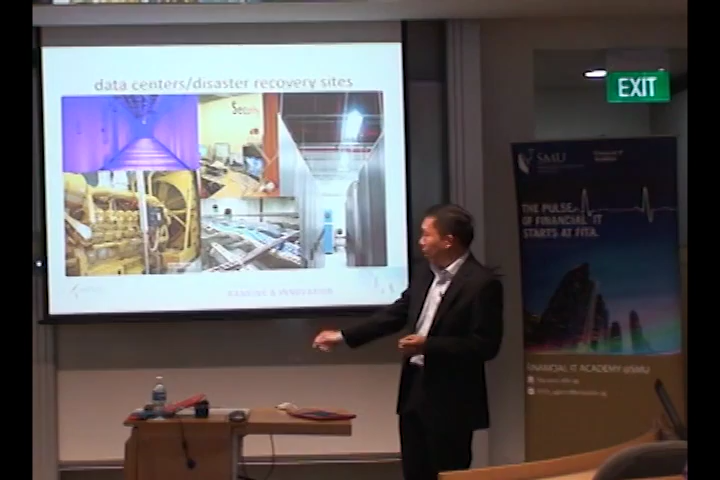 data centers/disaster recovery sites
Security
BANKING & INNOVATION
EXIT
SMU
THE PULSE
OF FINANCIAL IT
STARTS AT FITA.
FINANCIAL IT ACADEMY @SMU